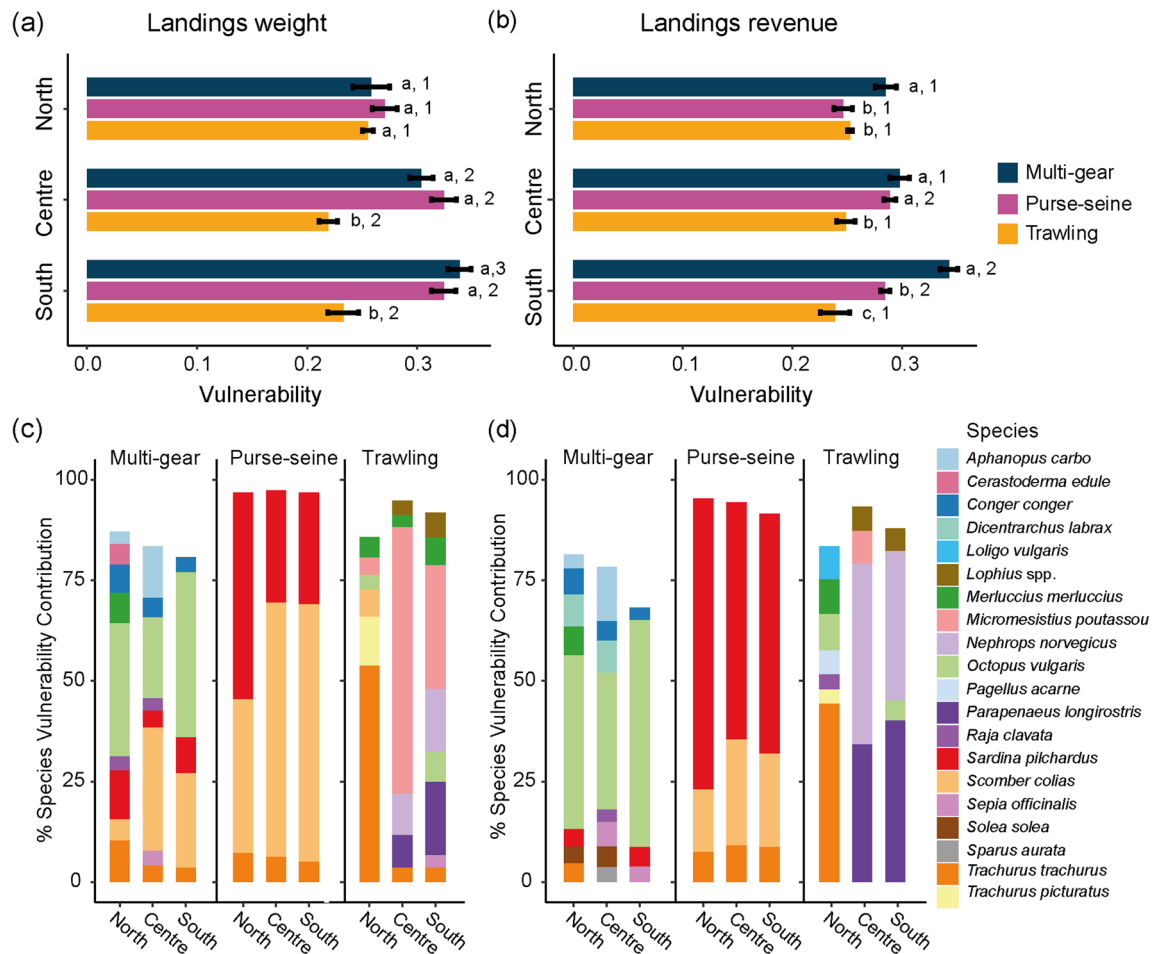 (a) Landings weight
(b) Landings revenue
North
a, 1
a, 1
a, 1
Centre
a, 2
a, 2
b, 2
South
a,3
a, 2
b, 2
0.0 0.1 0.2 0.3
Vulnerability
North
a, 1
b, 1
b, 1
Centre
a, 1
a, 2
b, 1
South
a, 2
b, 2
c, 1
0.0 0.1 0.2 0.3
Vulnerability
Multi-gear
Purse-seine
Trawling
(c)
Multi-gear Purse-seine Trawling
% Species Vulnerability Contribution
100
75
50
25
0
North Centre South North Centre South North Centre South
(d)
Multi-gear Purse-seine Trawling
% Species Vulnerability Contribution
100
75
50
25
0
North Centre South North Centre South North Centre South
Species
Aphanopus carbo
Cerastoderma edule
Conger conger
Dicentrarchus labrax
Loligo vulgaris
Lophius spp.
Merluccius merluccius
Micromesistius poutassou
Nephrops norvegicus
Octopus vulgaris
Pagellus acarne
Parapenaeus longirostris
Raja clavata
Sardina pilchardus
Scomber colias
Sepia officinalis
Solea solea
Sparus aurata
Trachurus trachurus
Trachurus picturatus